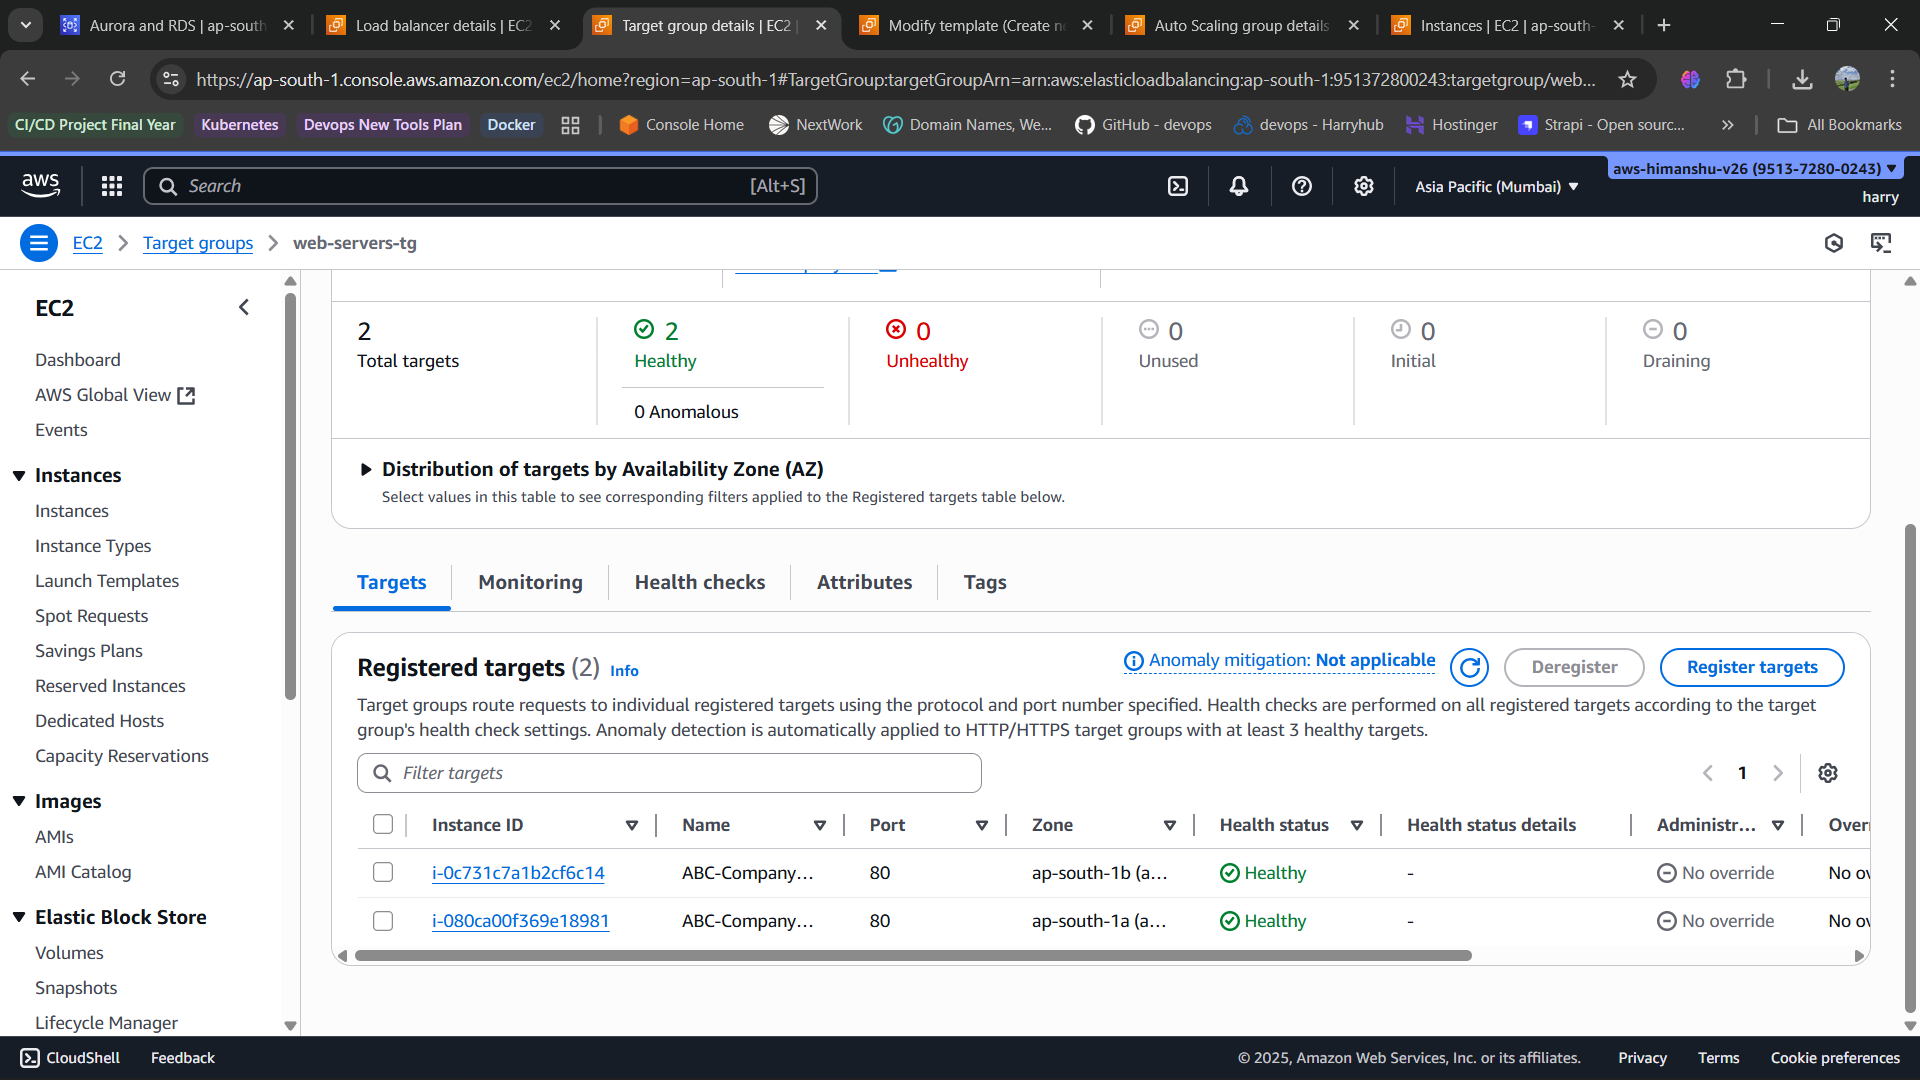 Aurora and RDS | ap-south
Load balancer details | EC2
Target group details | EC2 |
Modify template (Create ne
Auto Scaling group details
Instances | EC2 | ap-south-
https://ap-south-1.console.aws.amazon.com/ec2/home?region=ap-south-1#TargetGroup:targetGroupArn=arn:aws:elasticloadbalancing:ap-south-1:951372800243:targetgroup/web...
CI/CD Project Final Year
Kubernetes
Devops New Tools Plan
Docker
Console Home
NextWork
Domain Names, We...
GitHub - devops
devops - Harryhub
Hostinger
Strapi - Open sourc...
All Bookmarks
aws
Search
[Alt+S]
Asia Pacific (Mumbai)
aws-himanshu-v26 (9513-7280-0243)
harry
EC2
Target groups
web-servers-tg
EC2
Dashboard
AWS Global View
Events
Instances
Instances
Instance Types
Launch Templates
Spot Requests
Savings Plans
Reserved Instances
Dedicated Hosts
Capacity Reservations
Images
AMIs
AMI Catalog
Elastic Block Store
Volumes
Snapshots
Lifecycle Manager
2
Total targets
2
Healthy
0 Anomalous
0
Unhealthy
0
Unused
0
Initial
0
Draining
Distribution of targets by Availability Zone (AZ)
Select values in this table to see corresponding filters applied to the Registered targets table below.
Targets
Monitoring
Health checks
Attributes
Tags
Registered targets (2) Info
Anomaly mitigation: Not applicable
Deregister
Register targets
Target groups route requests to individual registered targets using the protocol and port number specified. Health checks are performed on all registered targets according to the target
group's health check settings. Anomaly detection is automatically applied to HTTP/HTTPS target groups with at least 3 healthy targets.
Filter targets
1
Instance ID Name Port Zone Health status Health status details Administr... Over
i-0c731c7a1b2cf6c14 ABC-Company... 80 ap-south-1b (a... Healthy - No override No ov
i-080ca00f369e18981 ABC-Company... 80 ap-south-1a (a... Healthy - No override No ov
CloudShell
Feedback
© 2025, Amazon Web Services, Inc. or its affiliates.
Privacy
Terms
Cookie preferences